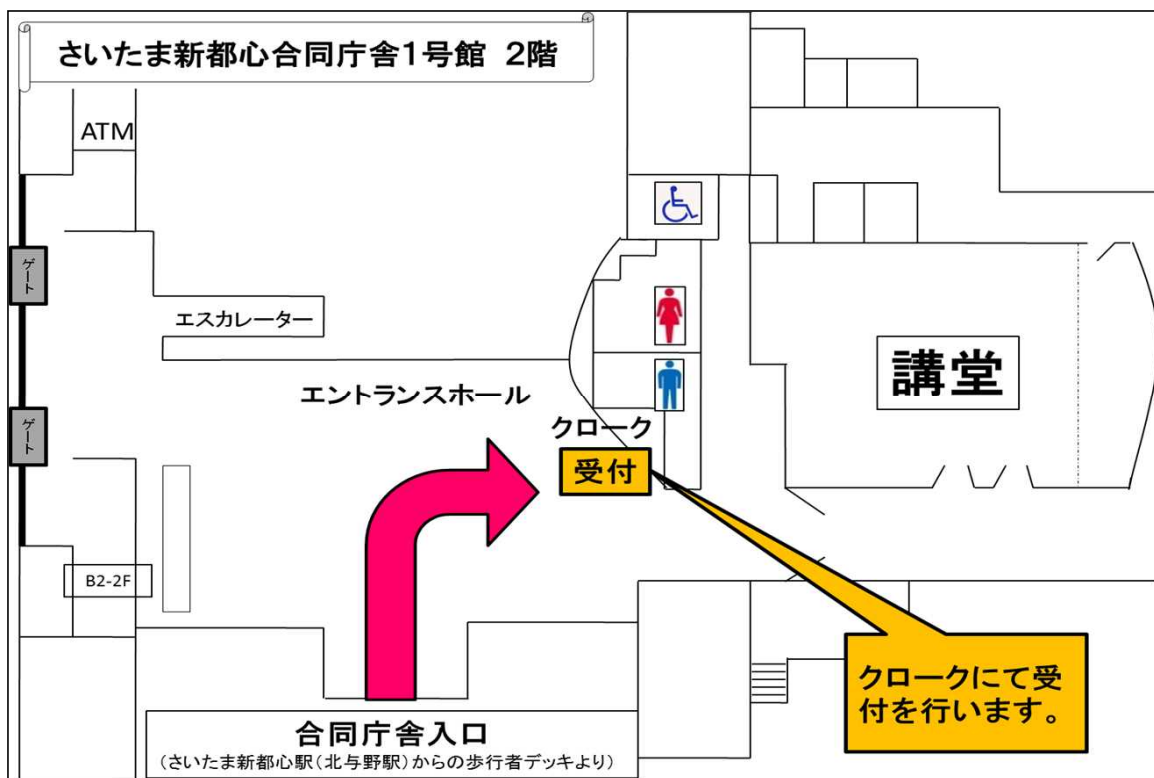 さいたま新都心合同庁舎1号館 2階
ATM
ゲート
エスカレーター
講堂
エントランスホール
ゲート
クローク
受付
B2-2F
クロークにて受
付を行います。
合同庁舎入口
(さいたま新都心駅(北与野駅)からの歩行者デッキより)